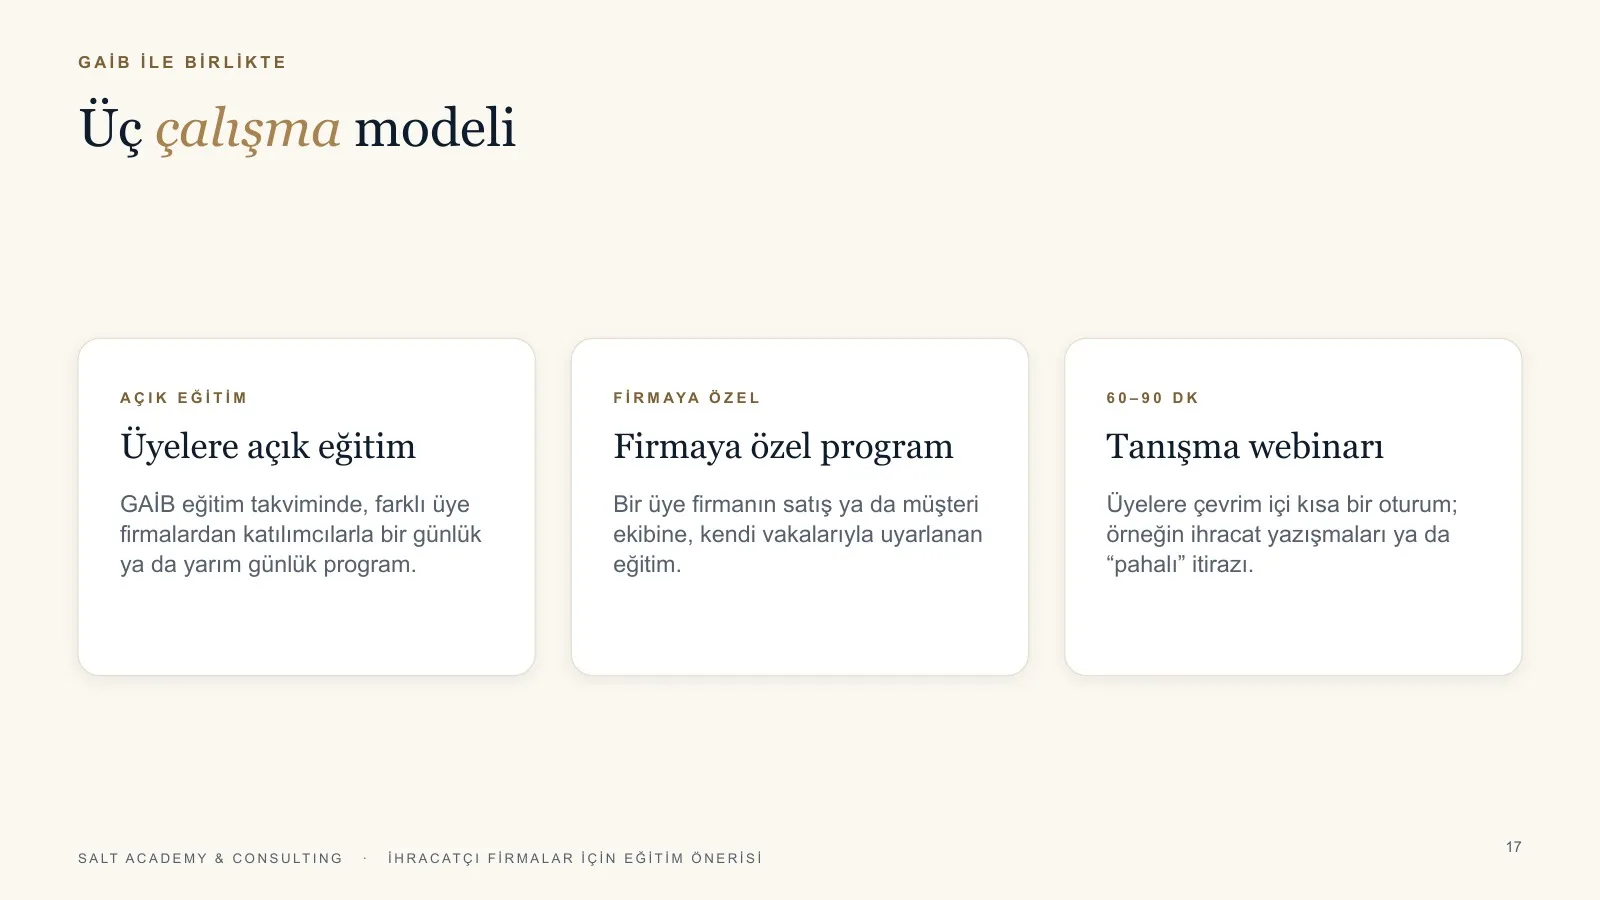 GAİB İLE BİRLİKTE
Üç çalışma modeli
AÇIK EĞİTİM
Üyelere açık eğitim
GAİB eğitim takviminde, farklı üye
firmalardan katılımcılarla bir günlük
ya da yarım günlük program.
FİRMAYA ÖZEL
Firmaya özel program
Bir üye firmanın satış ya da müşteri
ekibine, kendi vakalarıyla uyarlanan
eğitim.
60–90 DK
Tanışma webinarı
Üyelere çevrim içi kısa bir oturum;
örneğin ihracat yazışmaları ya da
“pahalı” itirazı.
SALT ACADEMY & CONSULTING · İHRACATÇI FİRMALAR İÇİN EĞİTİM ÖNERİSİ
17